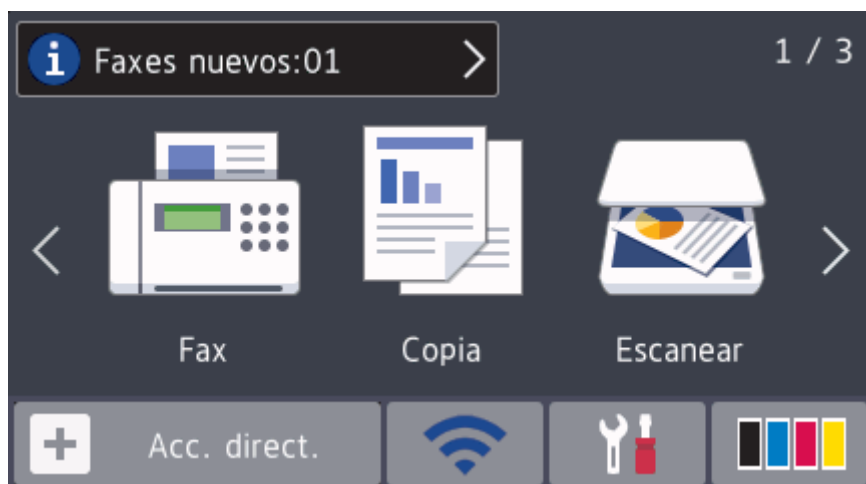 Faxes nuevos:01
1 / 3
Fax
Copia
Escanear
Acc. direct.